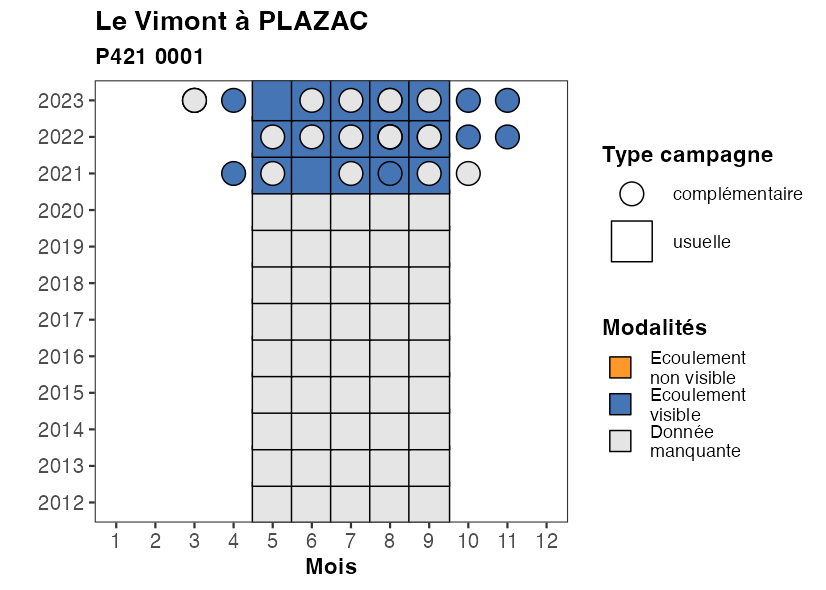 Le Vimont à PLAZAC
P421 0001
2023
2022
2021
2020
2019
2018
2017
2016
2015
2014
2013
2012
1 2 3 4 5 6 7 8 9 10 11 12
Mois
Type campagne
complémentaire
usuelle
Modalités
Ecoulement
non visible
Ecoulement
visible
Donnée
manquante